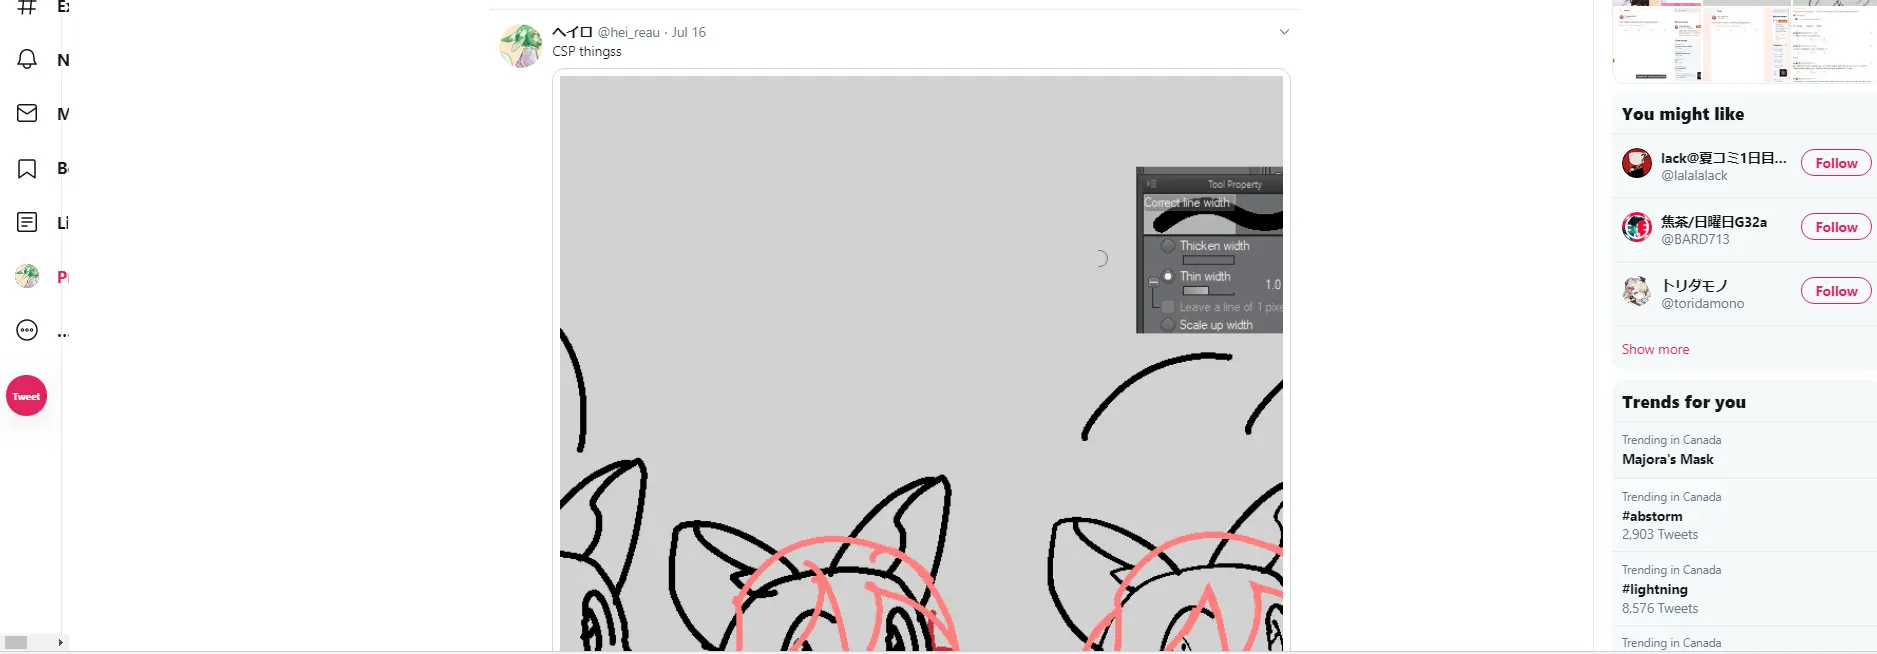 Ex
N
M
B
Li
P
...
Tweet
ヘイロ @hei_reau · Jul 16
CSP thingss
Tool Property
Correct line width
Thicken width
Thin width
1.0
Leave a line of 1 pixe
Scale up width
You might like
lack@夏コミ1日目...
@lalalalack
Follow
焦茶/日曜日G32a
@BARD713
Follow
トリダモノ
@toridamono
Follow
Show more
Trends for you
Trending in Canada
Majora's Mask
Trending in Canada
#abstorm
2,903 Tweets
Trending in Canada
#lightning
8,576 Tweets
Trending in Canada